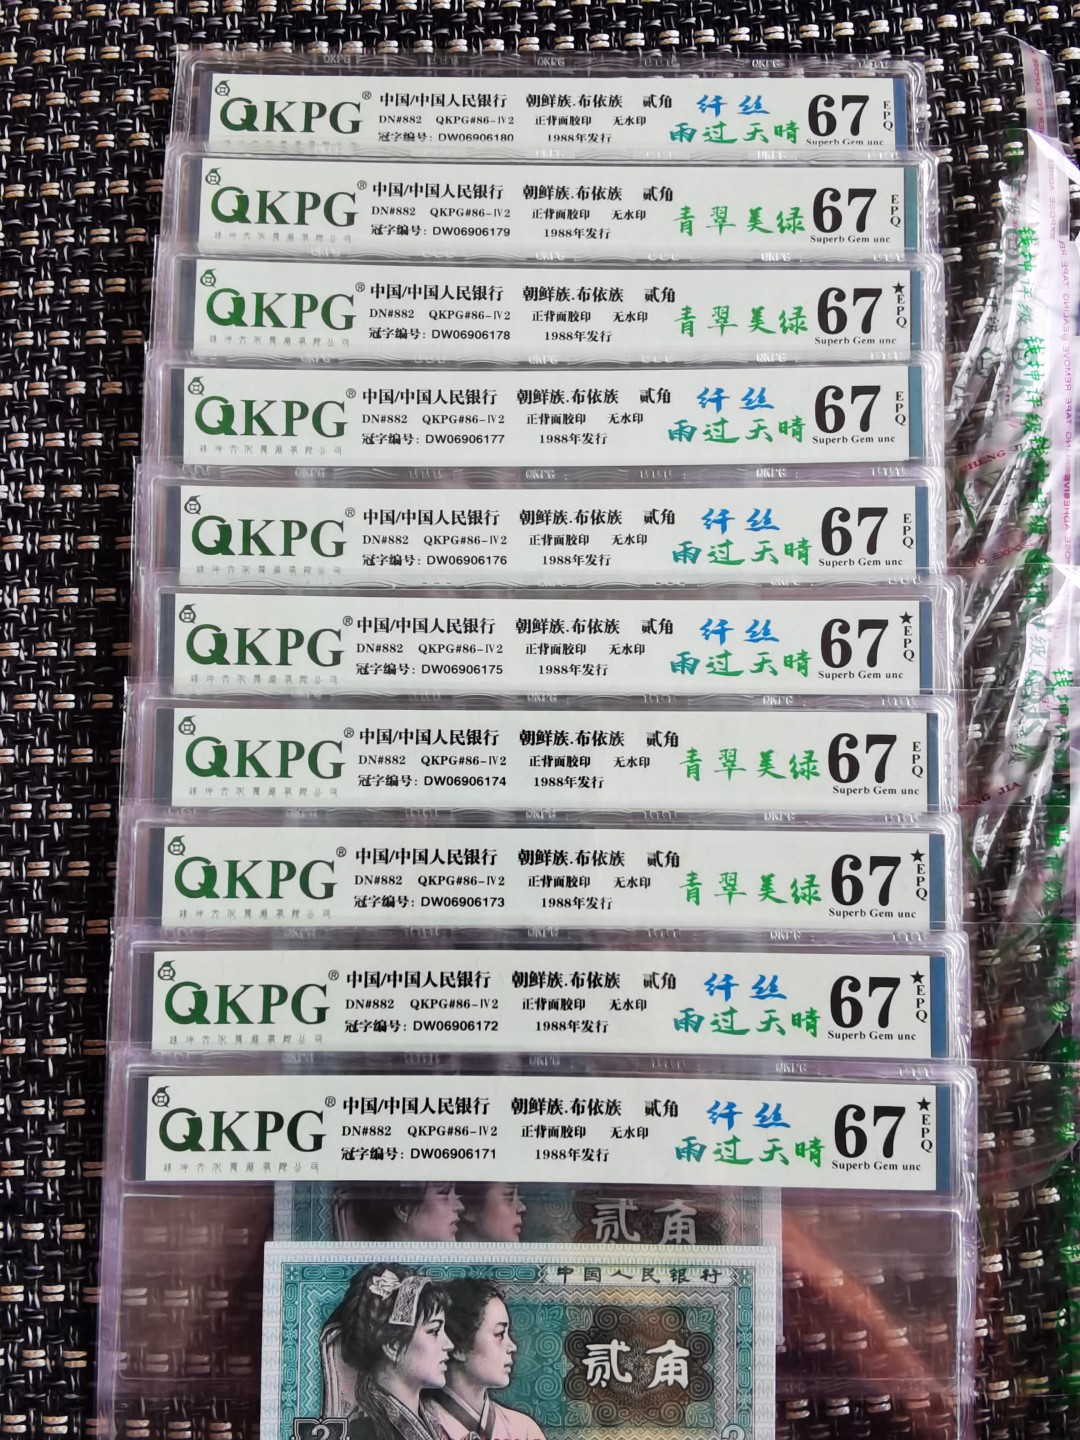 QKPG® 中国/中国人民银行 朝鲜族.布依族 贰角 纤丝 67 EPQ
DN#882 QKPG#86-IV2 正背面胶印 无水印 雨过天晴
冠字编号: DW06906180 1988年发行 Superb Gem unc
QKPG® 中国/中国人民银行 朝鲜族.布依族 贰角 67 EPQ
DN#882 QKPG#86-IV2 正背面胶印 无水印 青翠美绿
冠字编号: DW06906179 1988年发行 Superb Gem unc
QKPG® 中国/中国人民银行 朝鲜族.布依族 贰角 67 ★EPQ
DN#882 QKPG#86-IV2 正背面胶印 无水印 青翠美绿
冠字编号: DW06906178 1988年发行 Superb Gem unc
QKPG® 中国/中国人民银行 朝鲜族.布依族 贰角 纤丝 67 EPQ
DN#882 QKPG#86-IV2 正背面胶印 无水印 雨过天晴
冠字编号: DW06906177 1988年发行 Superb Gem unc
QKPG® 中国/中国人民银行 朝鲜族.布依族 贰角 纤丝 67 EPQ
DN#882 QKPG#86-IV2 正背面胶印 无水印 雨过天晴
冠字编号: DW06906176 1988年发行 Superb Gem unc
QKPG® 中国/中国人民银行 朝鲜族.布依族 贰角 纤丝 67 ★EPQ
DN#882 QKPG#86-IV2 正背面胶印 无水印 雨过天晴
冠字编号: DW06906175 1988年发行 Superb Gem unc
QKPG® 中国/中国人民银行 朝鲜族.布依族 贰角 67 EPQ
DN#882 QKPG#86-IV2 正背面胶印 无水印 青翠美绿
冠字编号: DW06906174 1988年发行 Superb Gem unc
QKPG® 中国/中国人民银行 朝鲜族.布依族 贰角 67 ★EPQ
DN#882 QKPG#86-IV2 正背面胶印 无水印 青翠美绿
冠字编号: DW06906173 1988年发行 Superb Gem unc
QKPG® 中国/中国人民银行 朝鲜族.布依族 贰角 纤丝 67 ★EPQ
DN#882 QKPG#86-IV2 正背面胶印 无水印 雨过天晴
冠字编号: DW06906172 1988年发行 Superb Gem unc
QKPG® 中国/中国人民银行 朝鲜族.布依族 贰角 纤丝 67 ★EPQ
DN#882 QKPG#86-IV2 正背面胶印 无水印 雨过天晴
冠字编号: DW06906171 1988年发行 Superb Gem unc
贰角
中国人民银行
贰角
2 2